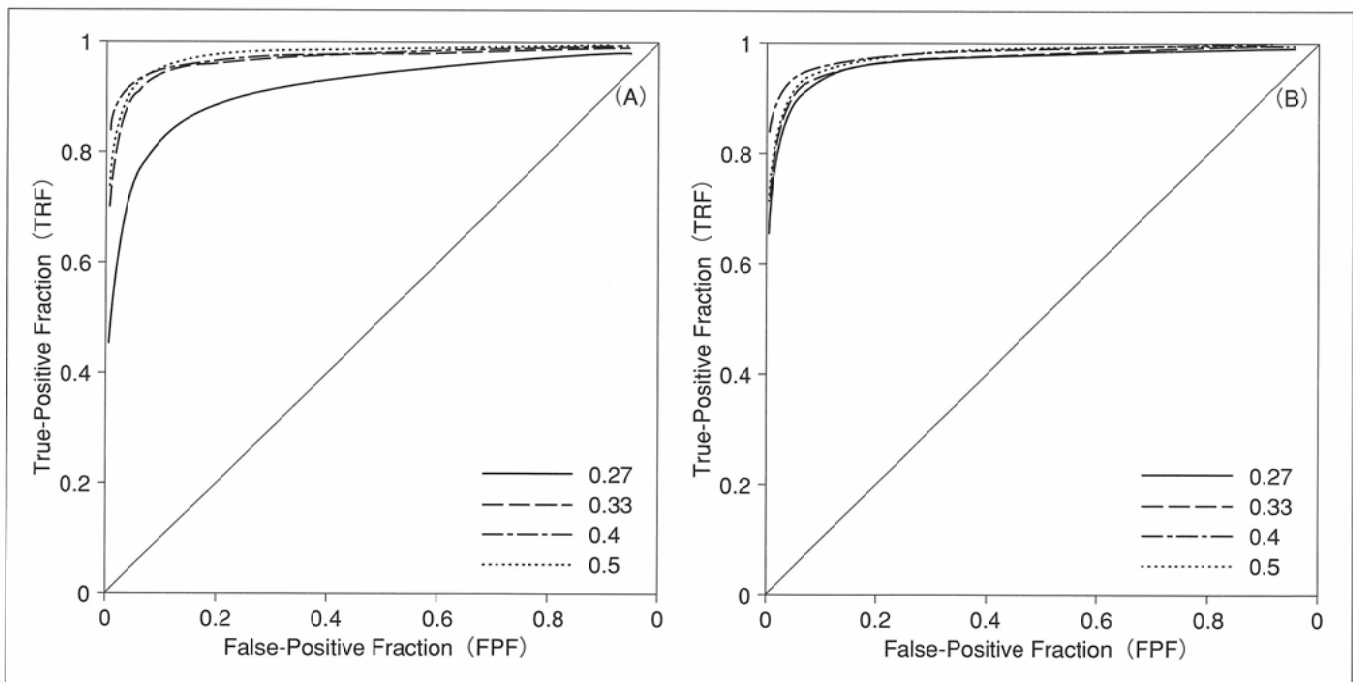 1
(A)
0.8
0.6
0.4
0.2
0
True-Positive Fraction (TRF)
0.27
0.33
0.4
0.5
0 0.2 0.4 0.6 0.8 0
False-Positive Fraction (FPF)
1
(B)
0.8
0.6
0.4
0.2
0
True-Positive Fraction (TRF)
0.27
0.33
0.4
0.5
0 0.2 0.4 0.6 0.8 0
False-Positive Fraction (FPF)